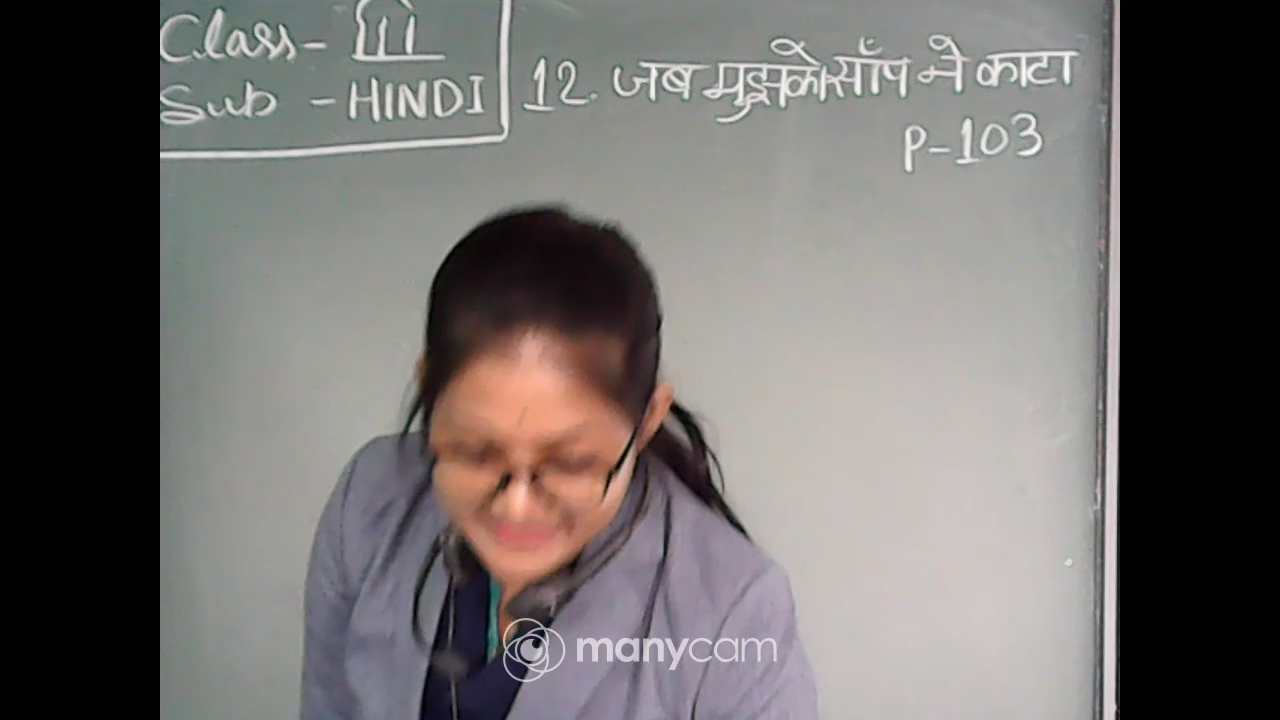 Class- III
Sub - HINDI
12. जब मुझको साँप ने काटा
P-103
manycam